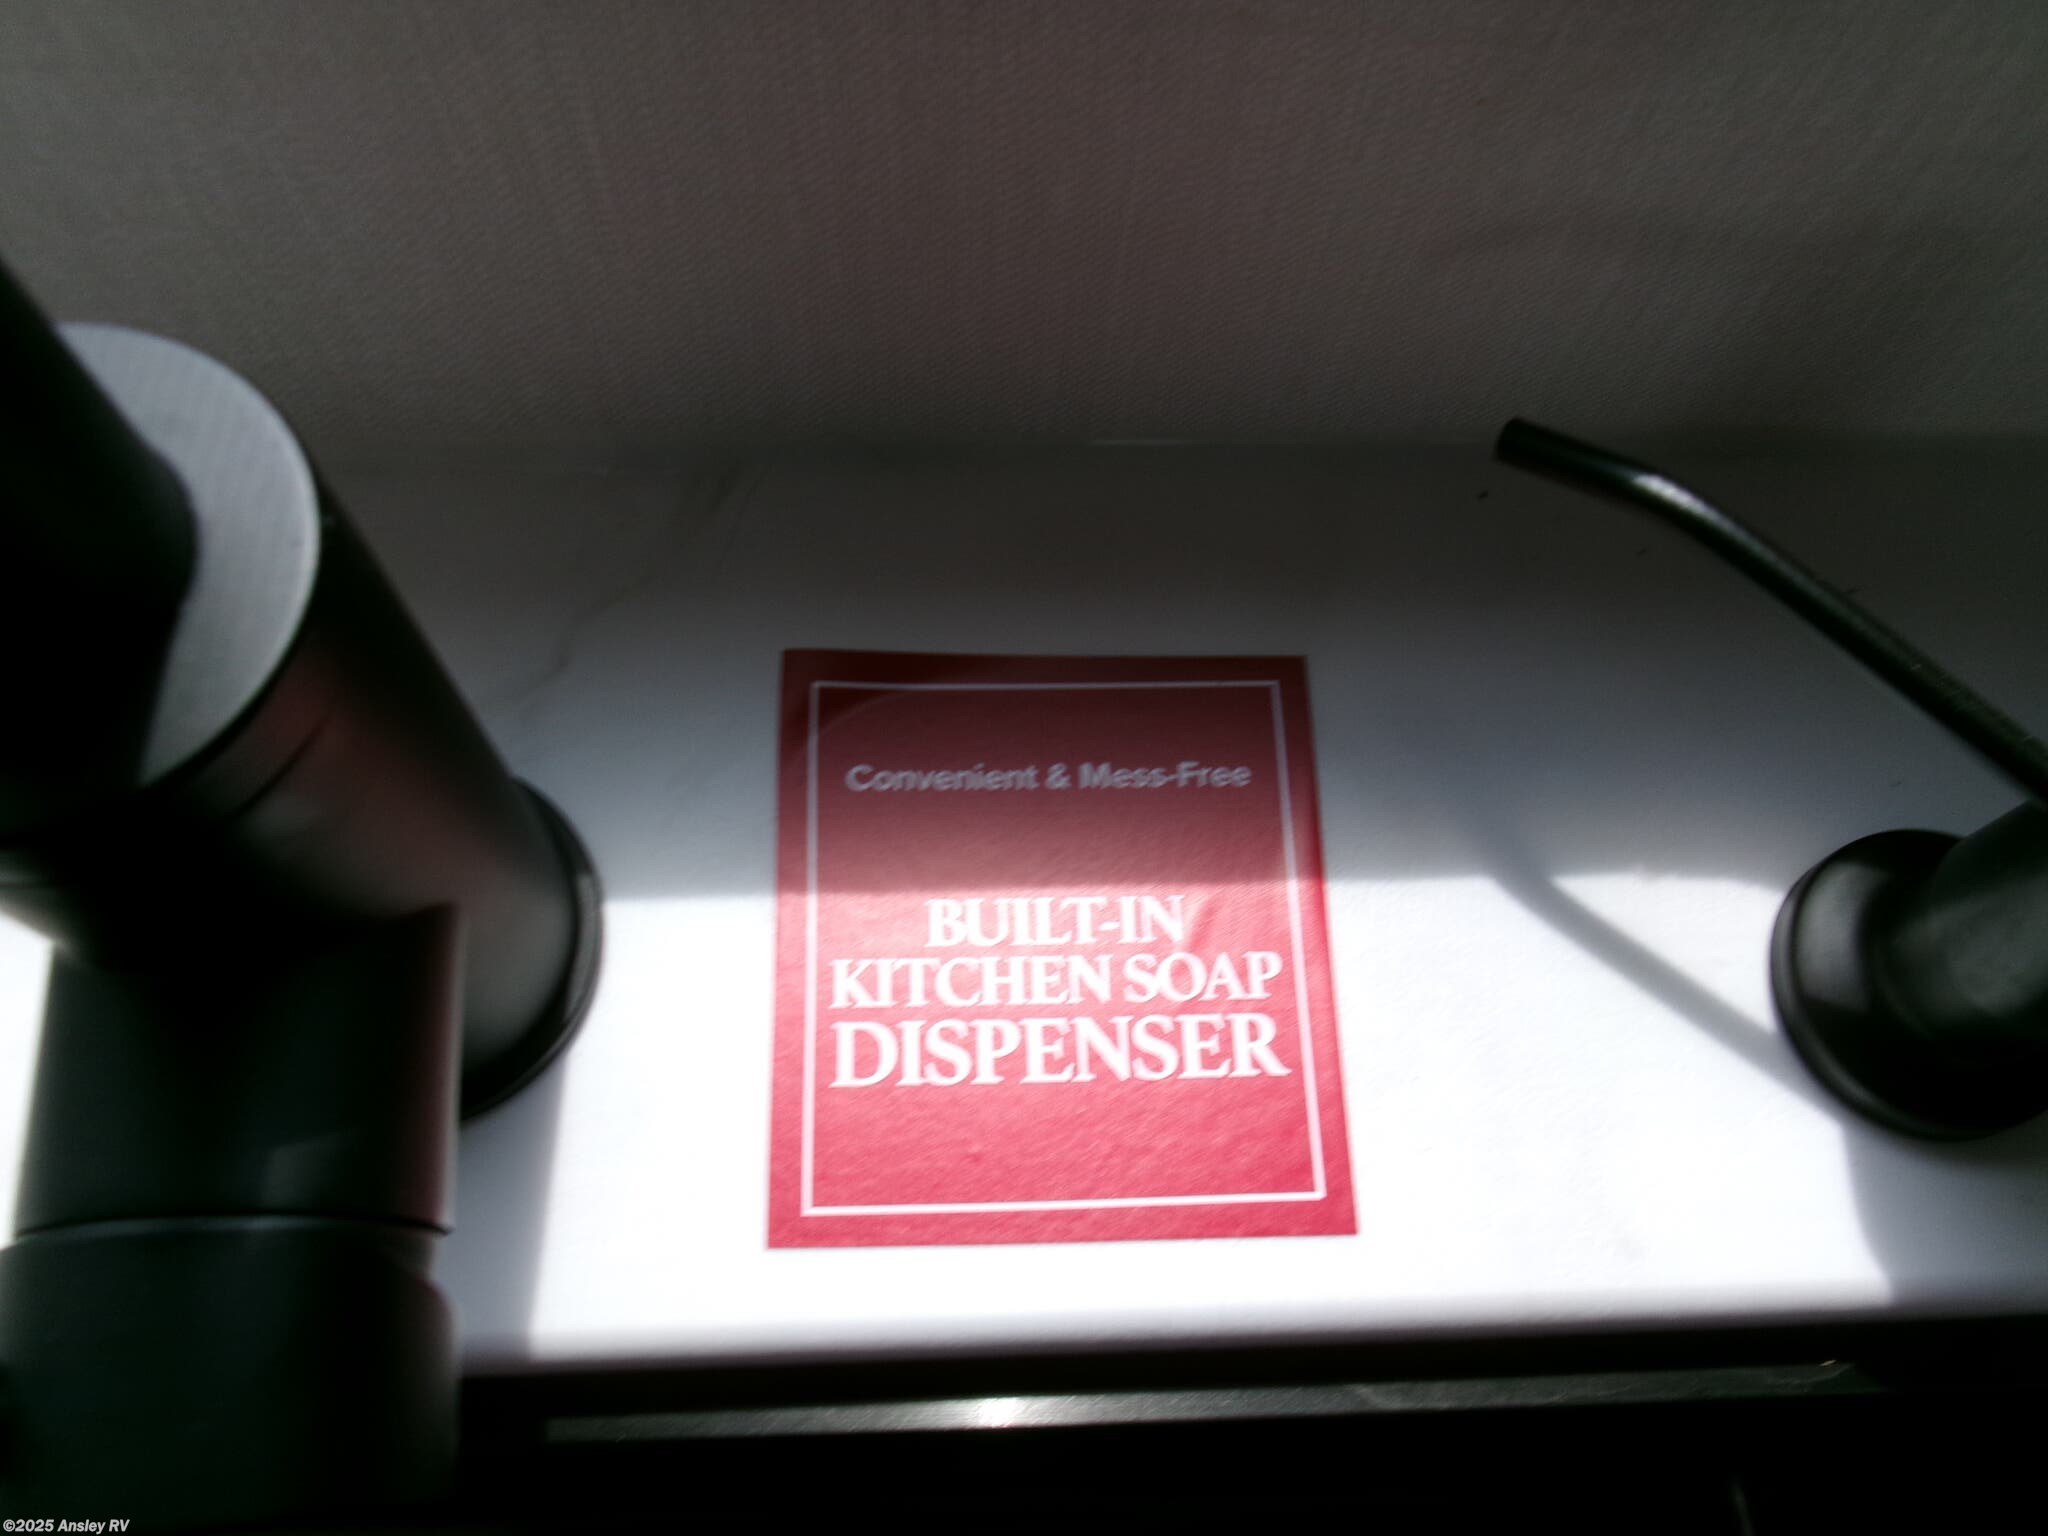 Convenient & Mess-Free
BUILT-IN
KITCHEN SOAP
DISPENSER
©2025 Ansley RV